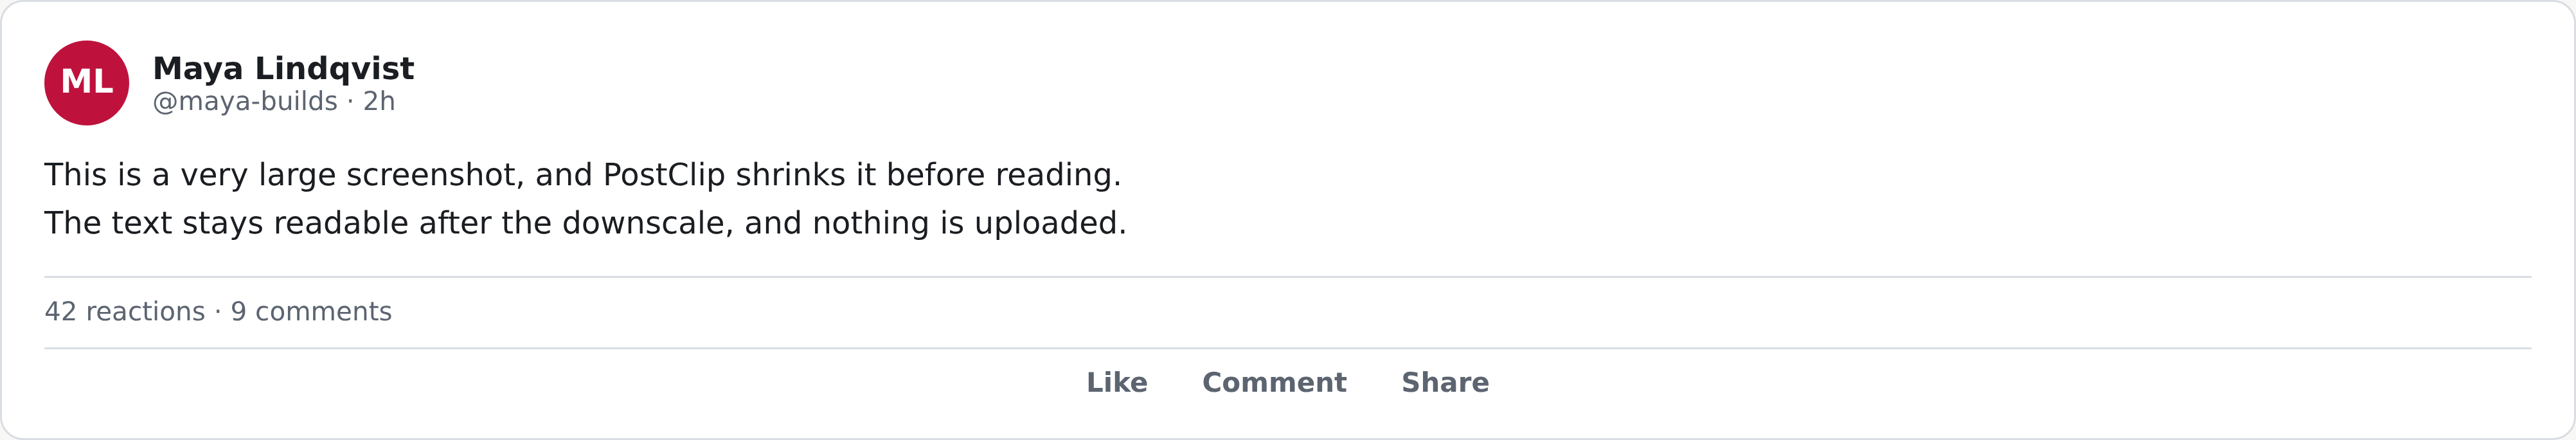 ML
Maya Lindqvist
@maya-builds · 2h
This is a very large screenshot, and PostClip shrinks it before reading.
The text stays readable after the downscale, and nothing is uploaded.
42 reactions · 9 comments
Like Comment Share